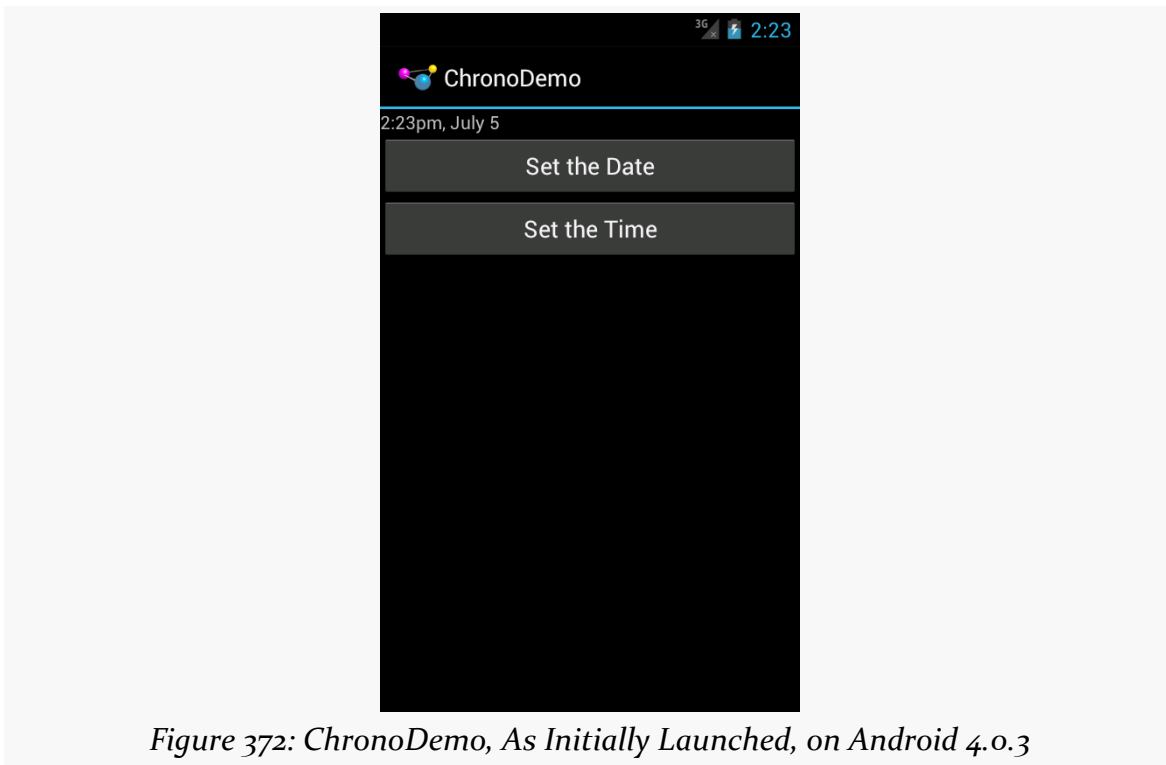 3G 2:23
ChronoDemo
2:23pm, July 5
Set the Date
Set the Time
Figure 372: ChronoDemo, As Initially Launched, on Android 4.0.3